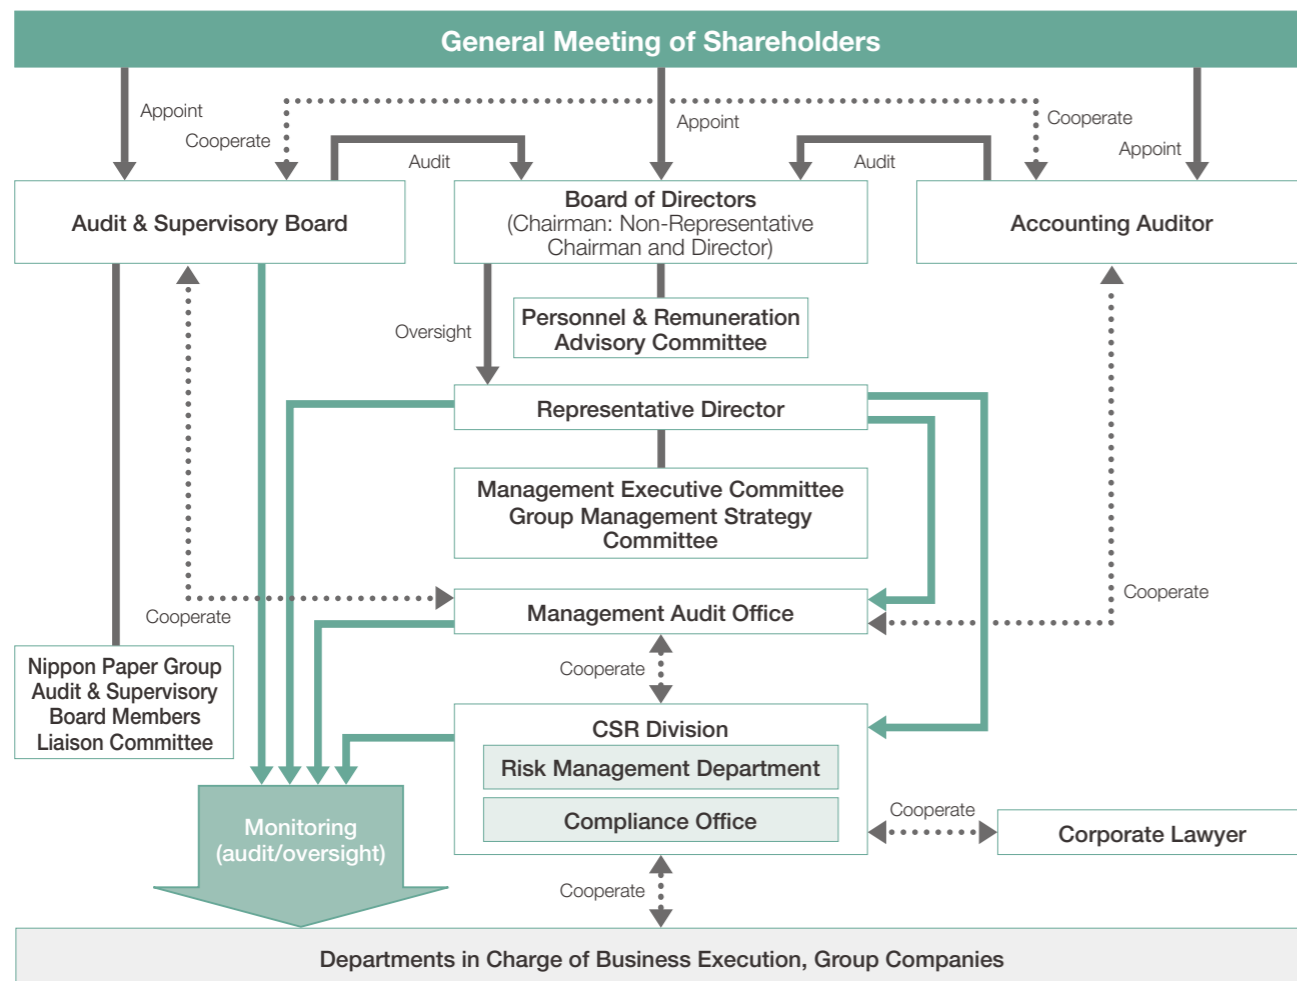 General Meeting of Shareholders
Appoint
Cooperate
Audit
Appoint
Audit
Cooperate
Appoint
Audit & Supervisory Board
Board of Directors
(Chairman: Non-Representative
Chairman and Director)
Accounting Auditor
Oversight
Personnel & Remuneration
Advisory Committee
Representative Director
Management Executive Committee
Group Management Strategy
Committee
Cooperate
Management Audit Office
Cooperate
Nippon Paper Group
Audit & Supervisory
Board Members
Liaison Committee
Cooperate
CSR Division
Risk Management Department
Compliance Office
Cooperate
Corporate Lawyer
Monitoring
(audit/oversight)
Cooperate
Departments in Charge of Business Execution, Group Companies